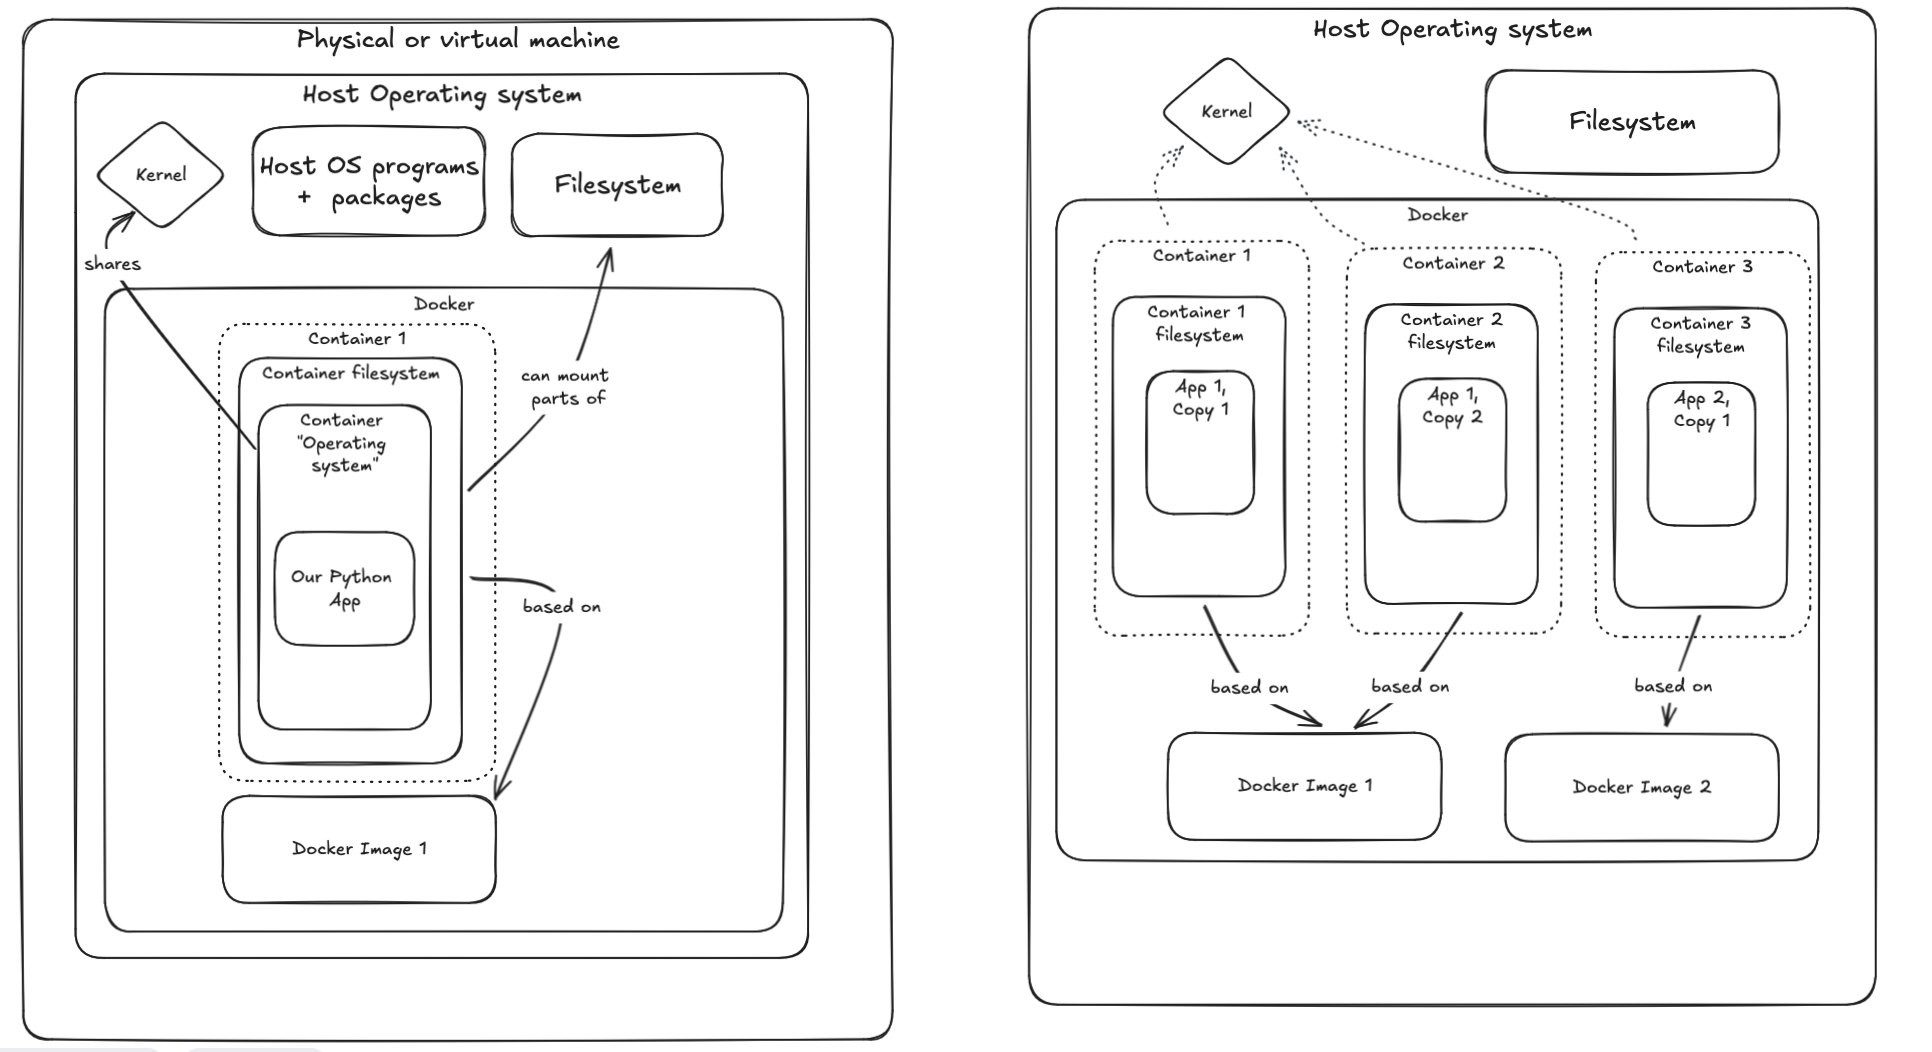 Physical or virtual machine
Host Operating system
Kernel
Host OS programs
+ packages
Filesystem
shares
Docker
Container 1
Container filesystem
Container
"Operating
system"
Our Python
App
can mount
parts of
based on
Docker Image 1
Host Operating system
Kernel
Filesystem
Docker
Container 1
Container 1
filesystem
App 1,
Copy 1
Container 2
Container 2
filesystem
App 1,
Copy 2
Container 3
Container 3
filesystem
App 2,
Copy 1
based on
based on
based on
Docker Image 1
Docker Image 2